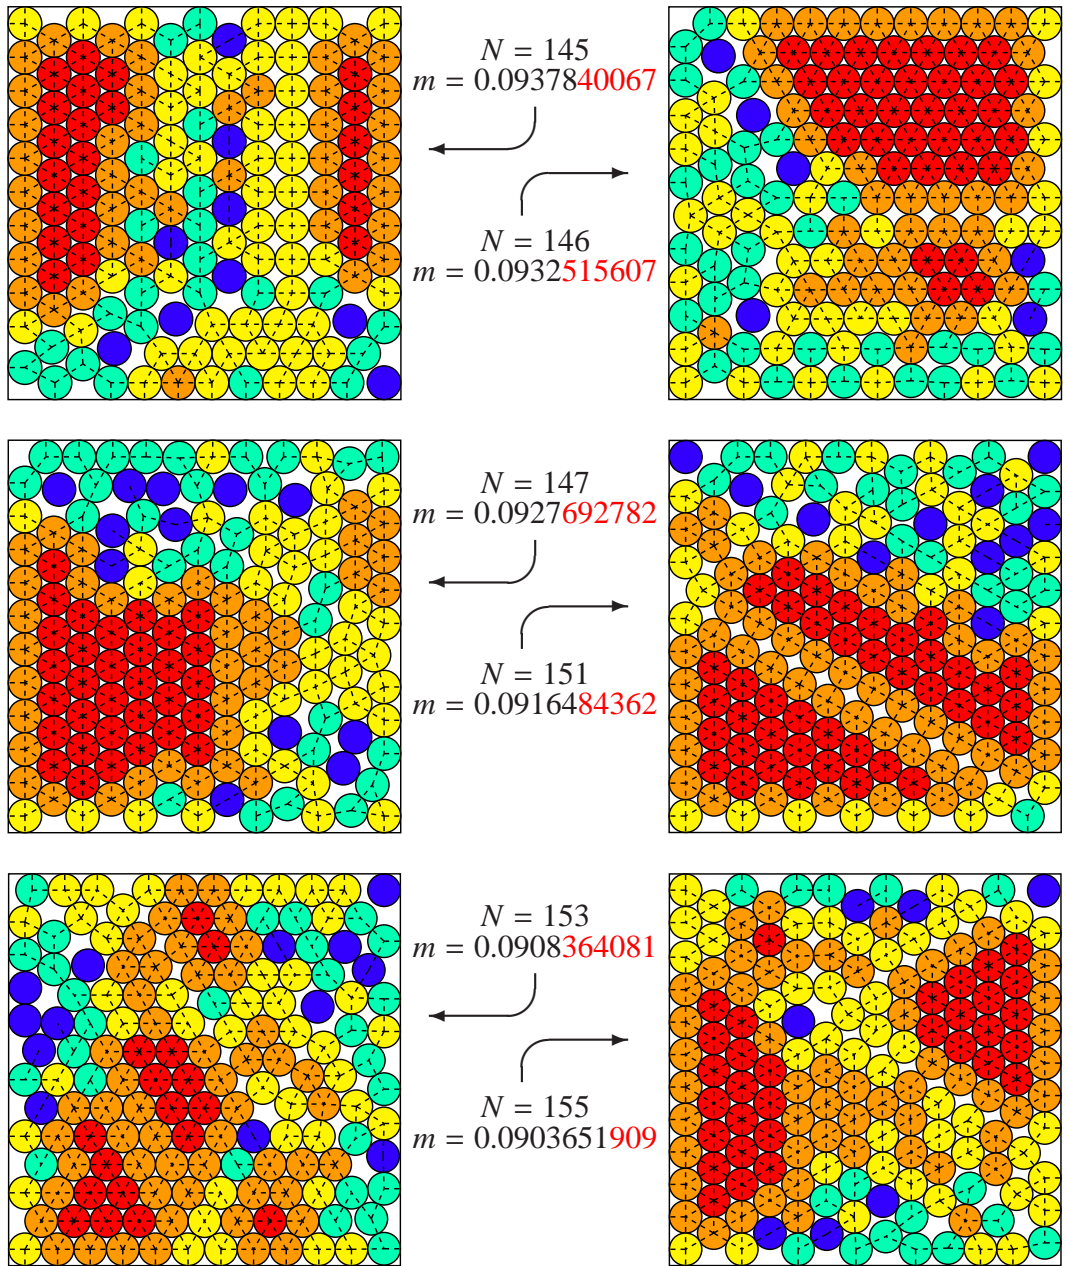 N = 145
m = 0.0937840067
N = 146
m = 0.0932515607
N = 147
m = 0.0927692782
N = 151
m = 0.0916484362
N = 153
m = 0.0908364081
N = 155
m = 0.0903651909